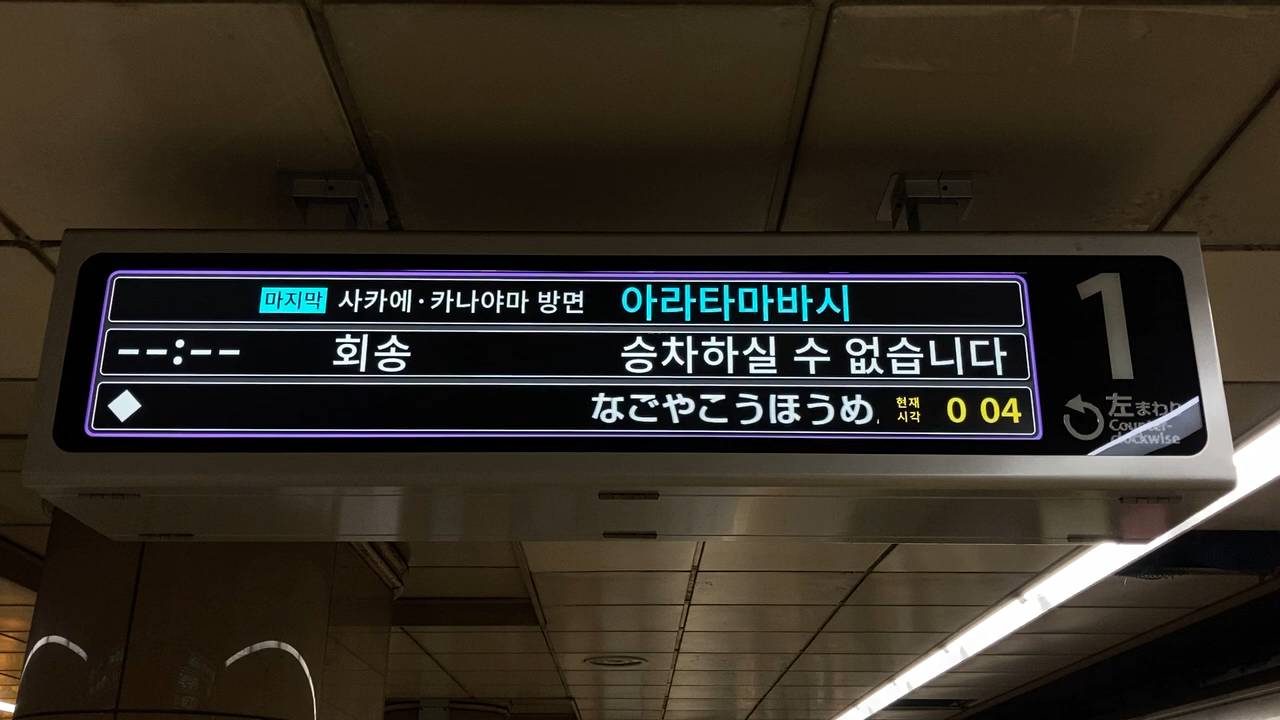 마지막 사카에·카나야마 방면 아라타마바시
--:-- 회송 승차하실 수 없습니다
◆ なごやこうほうめ 현재 시각 0 04
1
左まわり
Counter-
clockwise